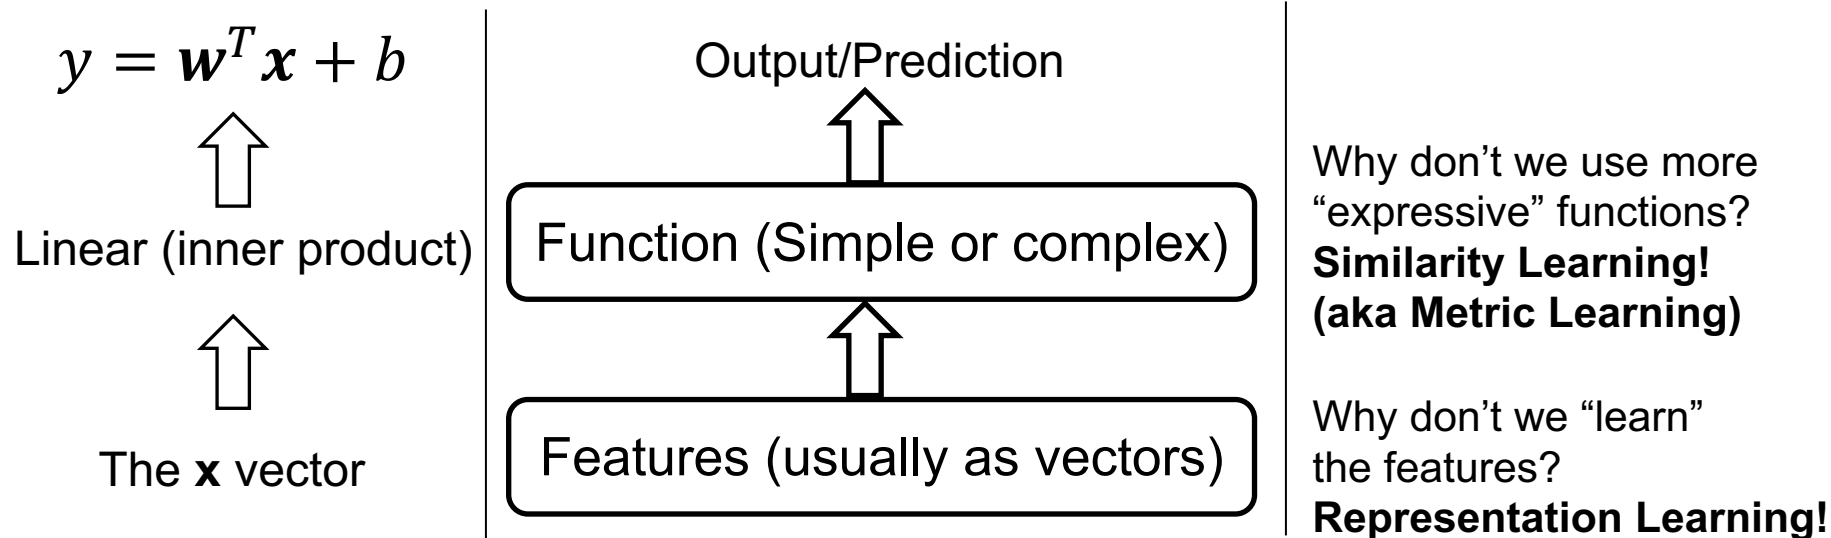 y = wᵀx + b
Linear (inner product)
The x vector
Output/Prediction
Function (Simple or complex)
Features (usually as vectors)
Why don’t we use more
“expressive” functions?
Similarity Learning!
(aka Metric Learning)
Why don’t we “learn”
the features?
Representation Learning!